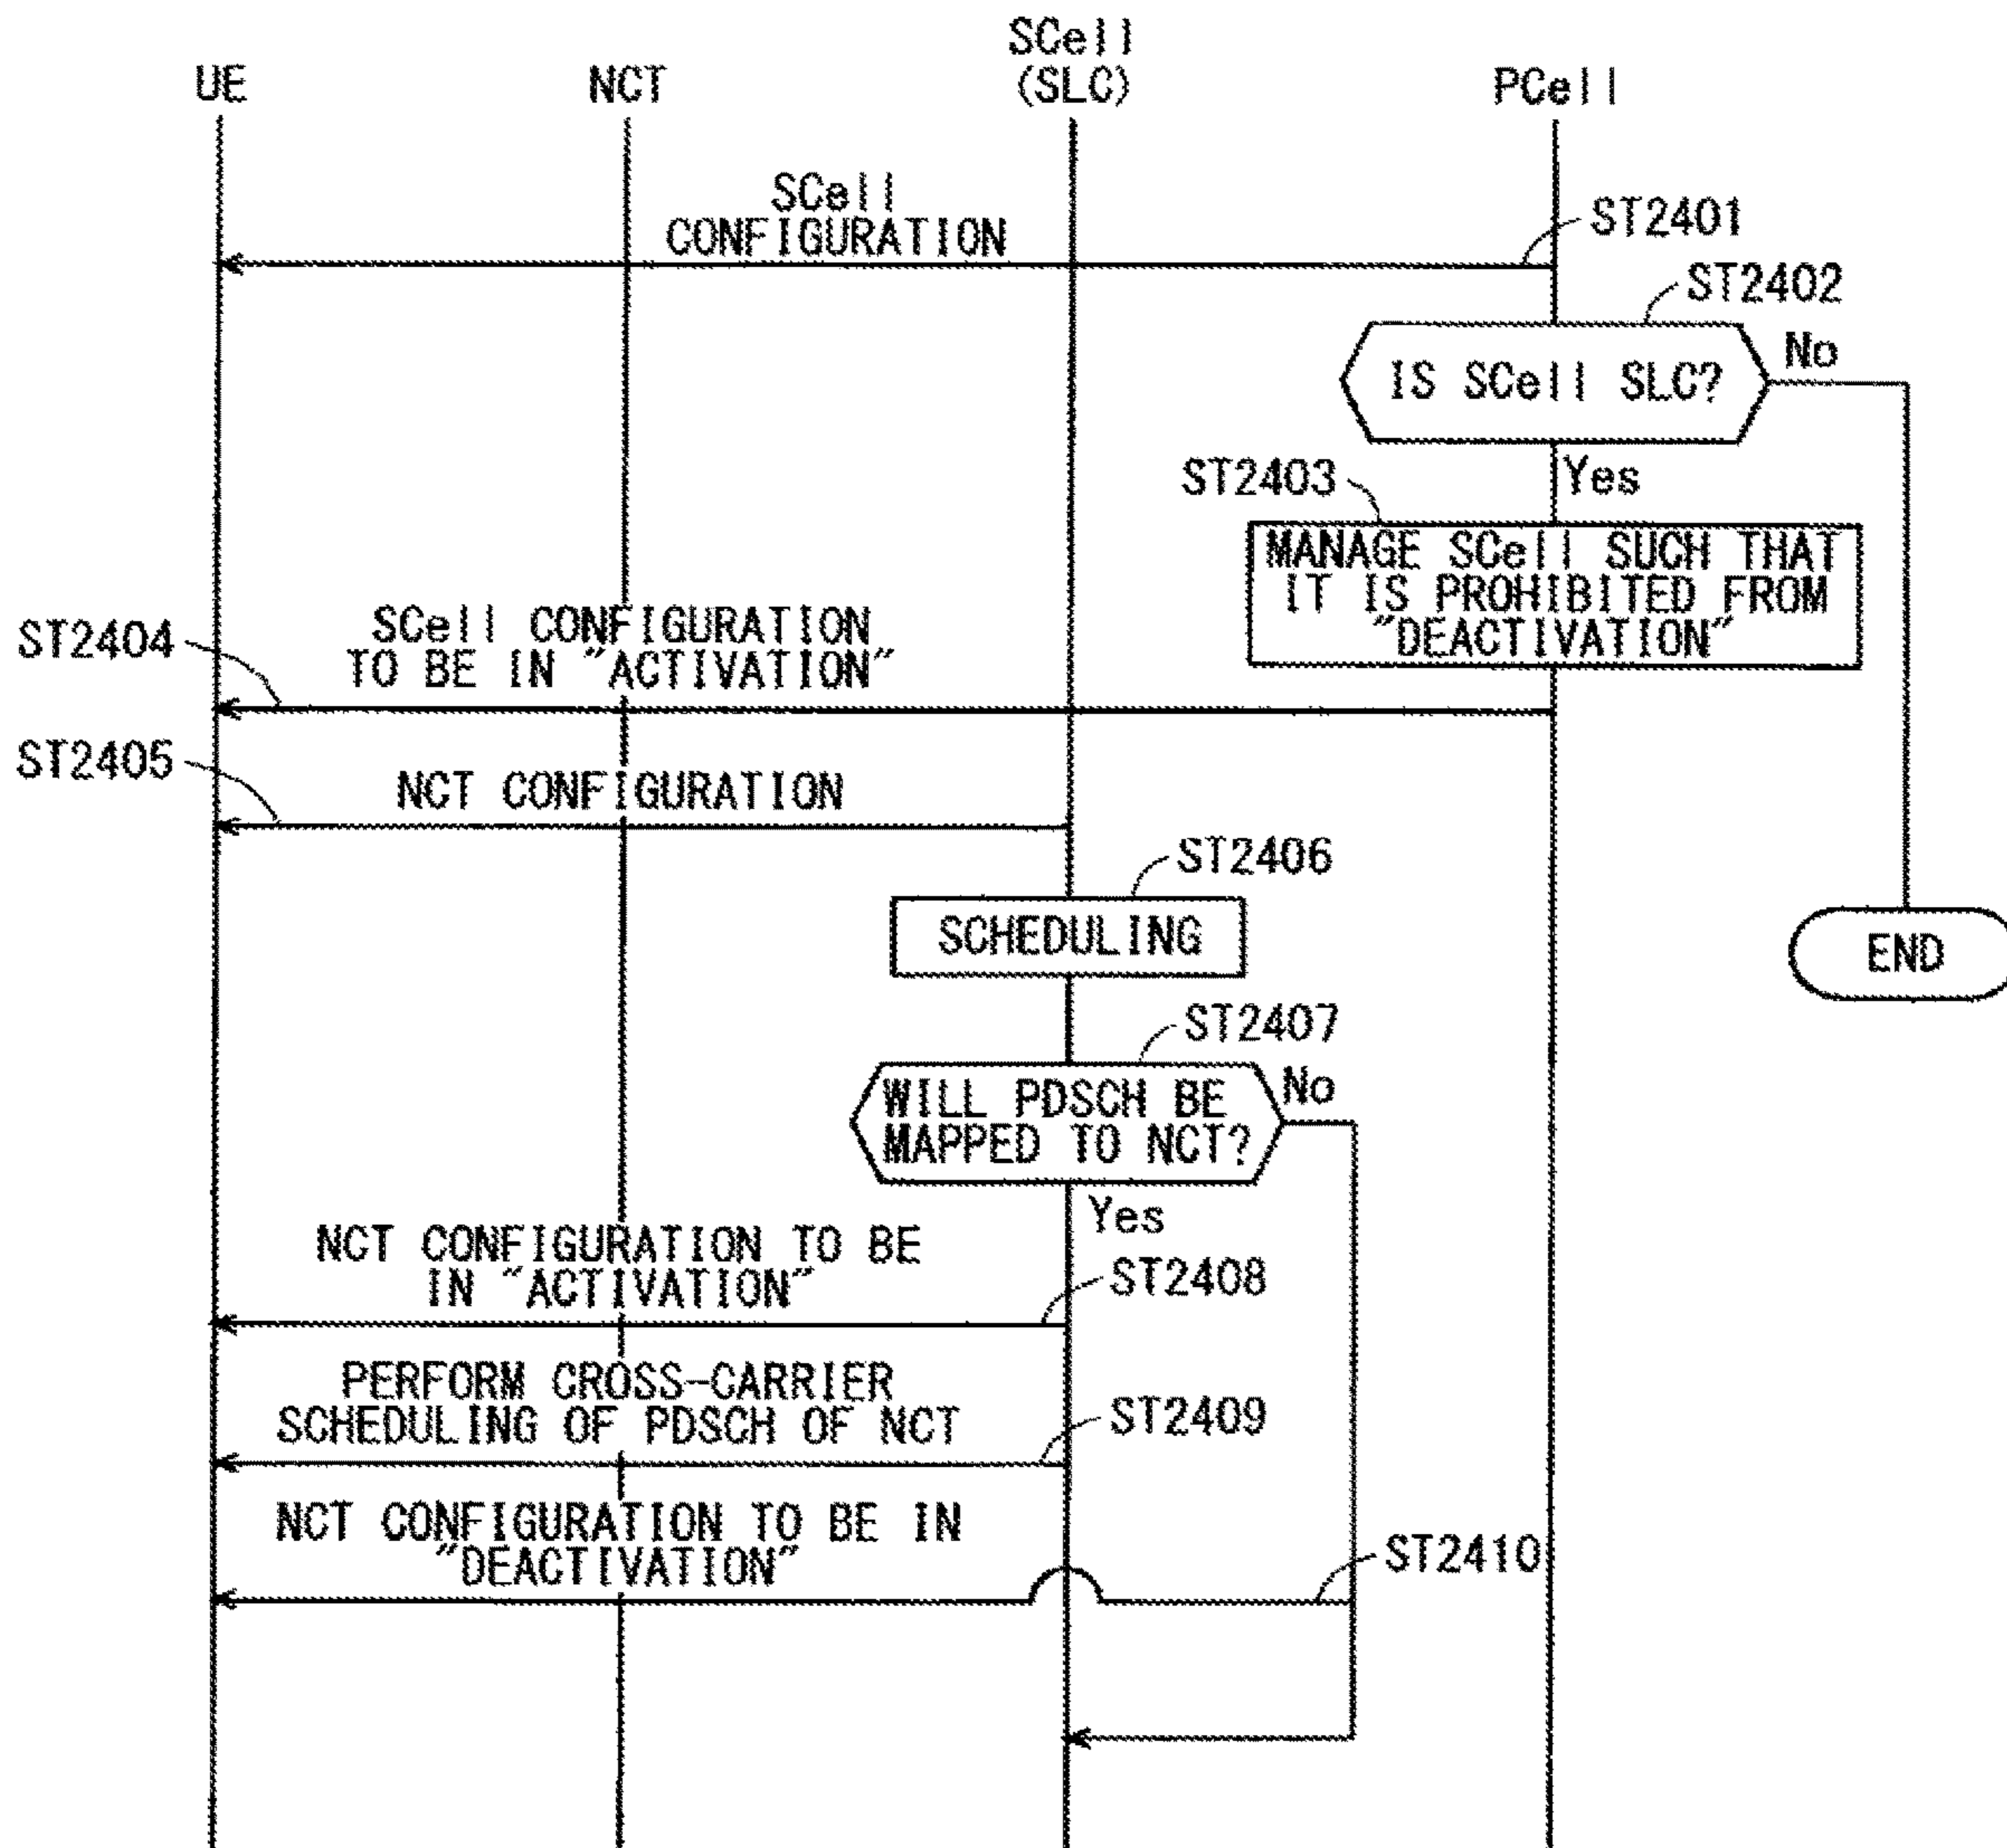 UE
NCT
SCell
(SLC)
PCell
SCell
CONFIGURATION
ST2401
ST2402
IS SCell SLC?
No
Yes
ST2403
MANAGE SCell SUCH THAT
IT IS PROHIBITED FROM
"DEACTIVATION"
ST2404
SCell CONFIGURATION
TO BE IN "ACTIVATION"
ST2405
NCT CONFIGURATION
ST2406
SCHEDULING
END
ST2407
WILL PDSCH BE
MAPPED TO NCT?
No
Yes
NCT CONFIGURATION TO BE
IN "ACTIVATION"
ST2408
PERFORM CROSS-CARRIER
SCHEDULING OF PDSCH OF NCT
ST2409
NCT CONFIGURATION TO BE IN
"DEACTIVATION"
ST2410